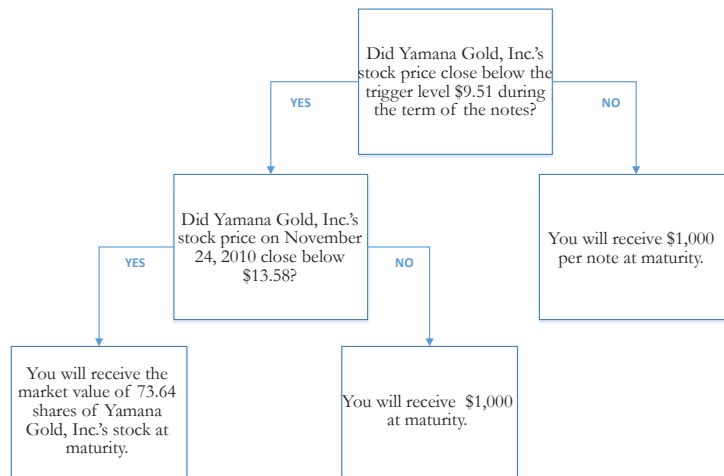 Did Yamana Gold, Inc.'s
stock price close below the
trigger level $9.51 during
the term of the notes?
YES
NO
Did Yamana Gold, Inc.'s
stock price on November
24, 2010 close below
$13.58?
You will receive $1,000
per note at maturity.
YES
NO
You will receive the
market value of 73.64
shares of Yamana
Gold, Inc.'s stock at
maturity.
You will receive $1,000
at maturity.